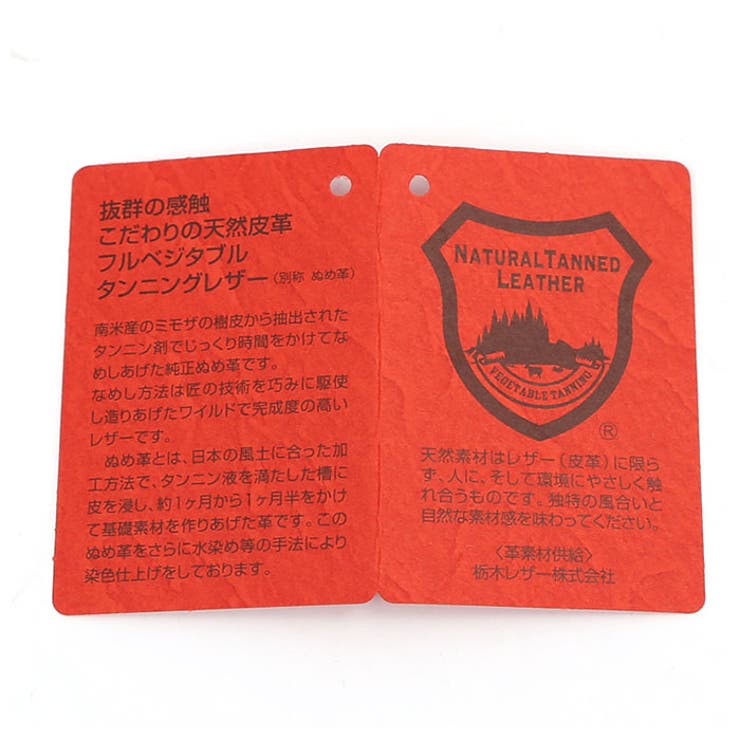 抜群の感触
こだわりの天然皮革
フルベジタブル
タンニングレザー（別称 ぬめ革）
南米産のミモザの樹皮から抽出された
タンニン剤でじっくり時間をかけてな
めしあげた純正ぬめ革です。
なめし方法は匠の技術を巧みに駆使
し造りあげたワイルドで完成度の高い
レザーです。
ぬめ革とは、日本の風土に合った加
工方法で、タンニン液を満たした槽に
皮を浸し、約1ヶ月から1ヶ月半をかけ
て基礎素材を作りあげた革です。この
ぬめ革をさらに水染め等の手法により
染色仕上げをしております。
NATURALTANNED
LEATHER
VEGETABLE TANNING
®
天然素材はレザー（皮革）に限ら
ず、人に、そして環境にやさしく触
れ合うものです。独特の風合いと
自然な素材感を味わってください。
〈革素材供給〉
栃木レザー株式会社